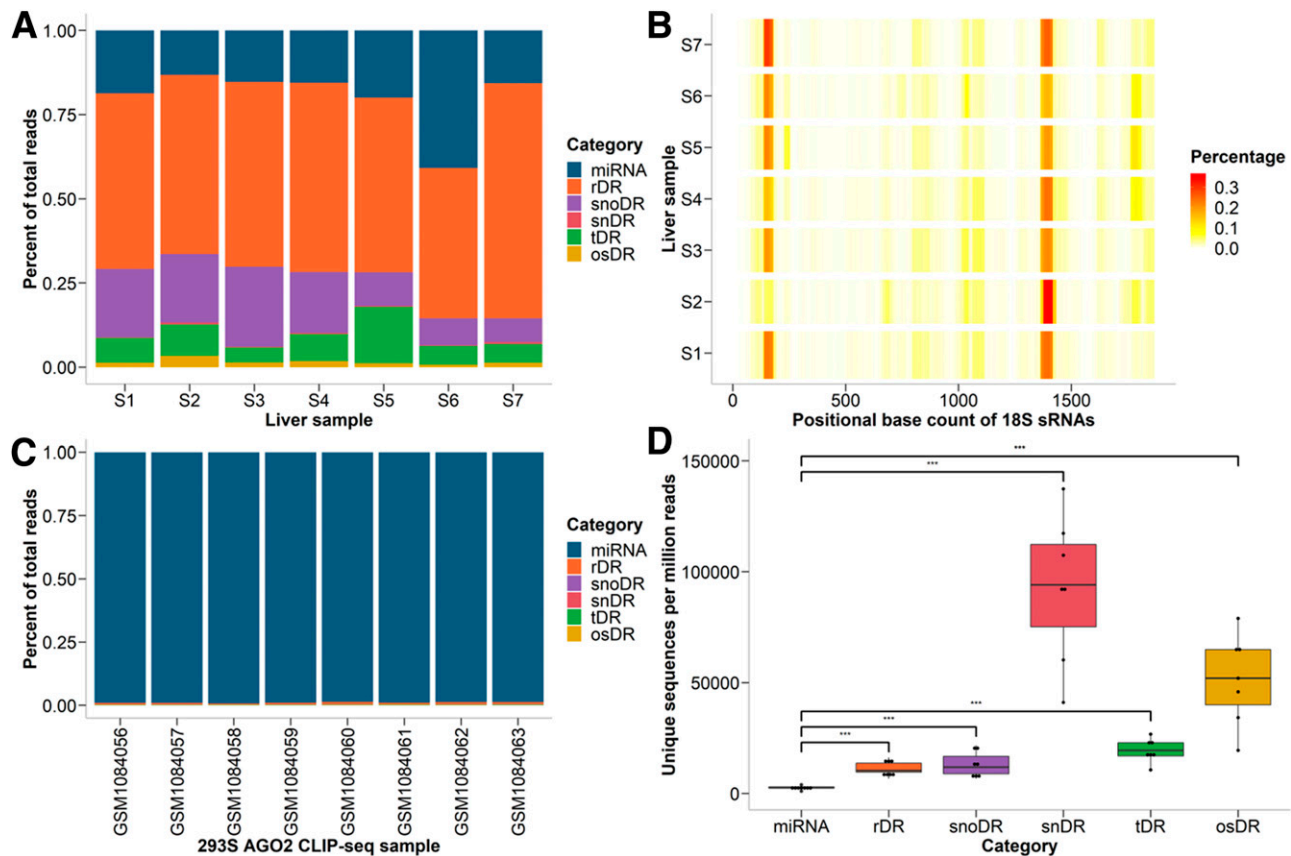 A
Percent of total reads
1.00
0.75
0.50
0.25
0.00
S1 S2 S3 S4 S5 S6 S7
Liver sample
Category
miRNA
rDR
snoDR
snDR
tDR
osDR
B
Liver sample
S7
S6
S5
S4
S3
S2
S1
0 500 1000 1500
Positional base count of 18S sRNAs
Percentage
0.3
0.2
0.1
0.0
C
Percent of total reads
1.00
0.75
0.50
0.25
0.00
GSM1084056
GSM1084057
GSM1084058
GSM1084059
GSM1084060
GSM1084061
GSM1084062
GSM1084063
293S AGO2 CLIP-seq sample
Category
miRNA
rDR
snoDR
snDR
tDR
osDR
D
Unique sequences per million reads
150000
100000
50000
0
***
***
***
***
***
miRNA rDR snoDR snDR tDR osDR
Category